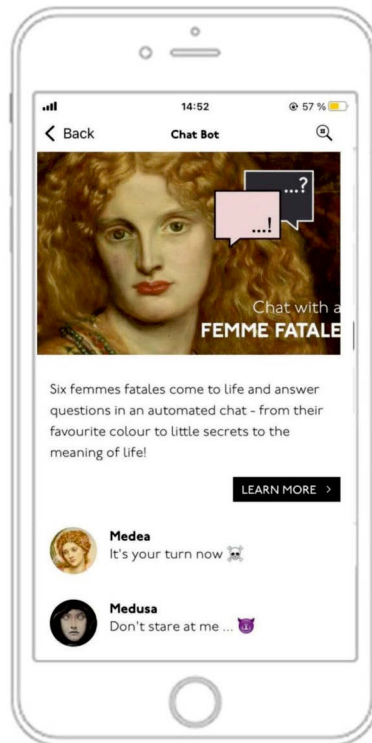 14:52
57 %
Back
Chat Bot
...?
...!
Chat with a
FEMME FATALE
Six femmes fatales come to life and answer
questions in an automated chat - from their
favourite colour to little secrets to the
meaning of life!
LEARN MORE >
Medea
It's your turn now ☠️
Medusa
Don't stare at me ... 😈